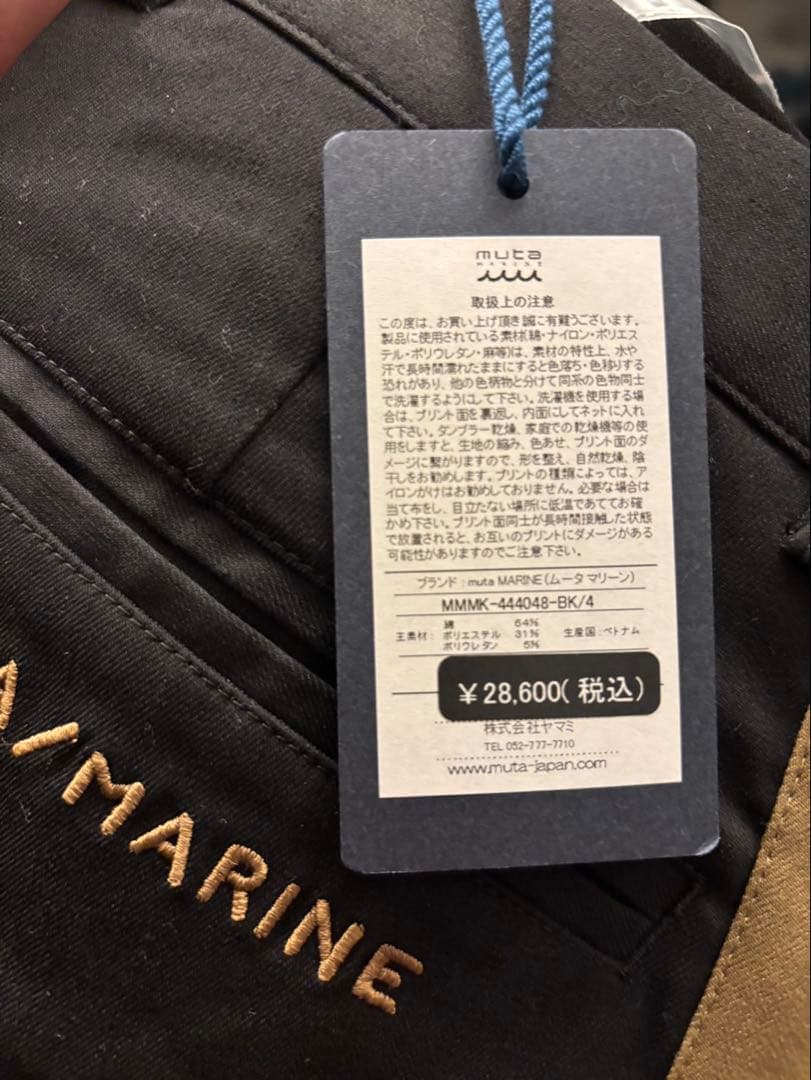 muta
MARINE
取扱上の注意
この度は、お買い上げ頂き誠に有難うございます。
製品に使用されている素材(綿・ナイロン・ポリエス
テル・ポリウレタン・麻等)は、素材の特性上、水や
汗で長時間濡れたままにすると色落ち・色移りする
恐れがあり、他の色柄物と分けて同系の色物同士
で洗濯するようにして下さい。洗濯機を使用する場
合は、プリント面を裏返し、内面にしてネットに入れ
て下さい。タンブラー乾燥、家庭での乾燥機等の使
用をしますと、生地の縮み、色あせ、プリント面のダ
メージに繋がりますので、形を整え、自然乾燥、陰
干しをお勧めします。プリントの種類によっては、ア
イロンがけはお勧めしておりません。必要な場合は
当て布をし、目立たない場所に低温であててお確
かめ下さい。プリント面同士が長時間接触した状態
で放置されると、お互いのプリントにダメージがある
可能性がありますのでご注意下さい。
ブランド：muta MARINE(ムータ マリーン)
MMMK-444048-BK/4
主素材： 綿 64%
ポリエステル 31% 生産国：ベトナム
ポリウレタン 5%
￥28,600(税込)
株式会社ヤマミ
TEL 052-777-7710
www.muta-japan.com
A/MARINE